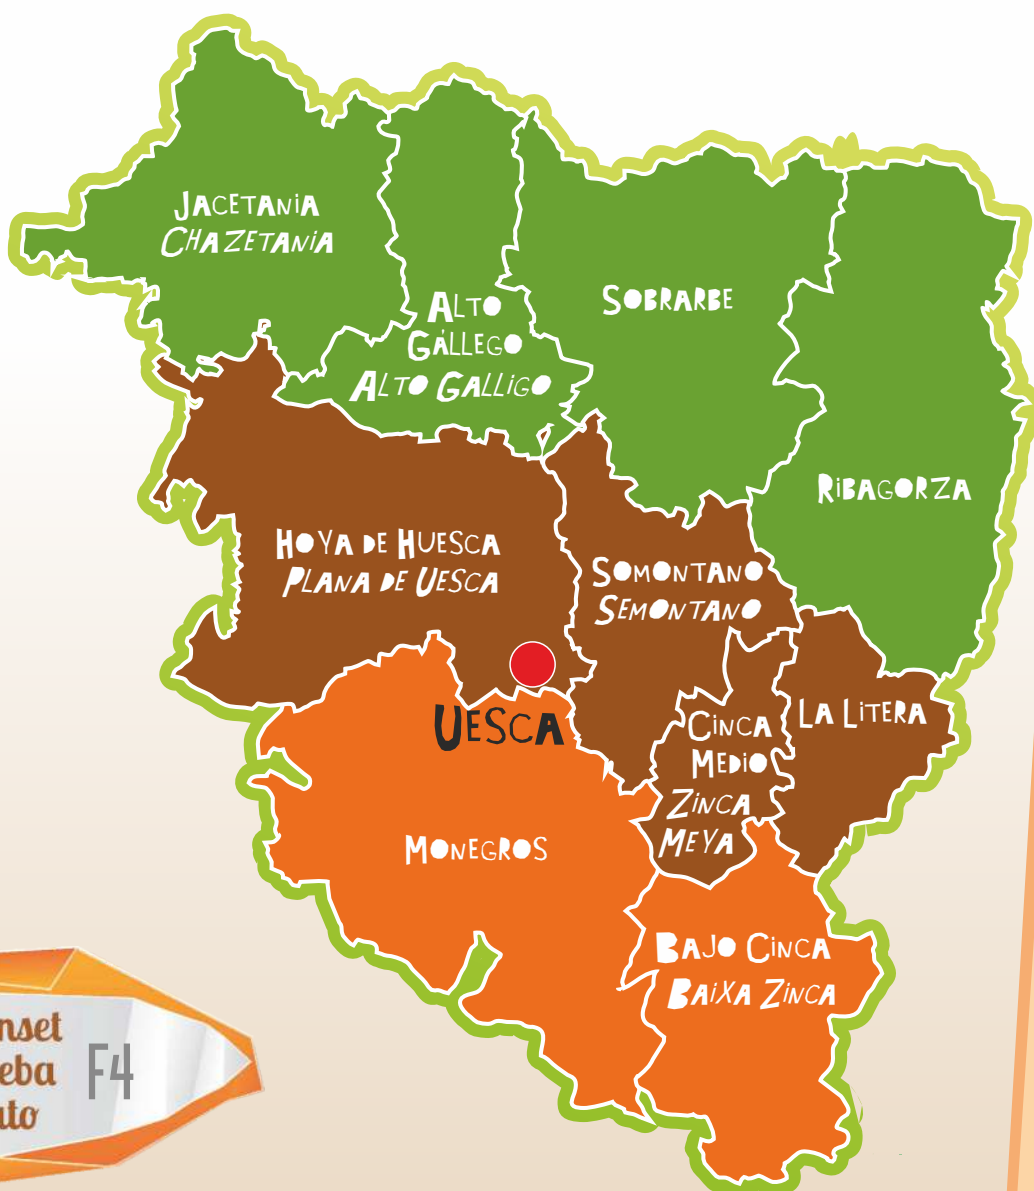 JACETANIA
CHAZETANIA
ALTO
GÁLLEGO
ALTO GALLIGO
SOBRARBE
RIBAGORZA
HOYA DE HUESCA
PLANA DE UESCA
SOMONTANO
SEMONTANO
UESCA
CINCA
MEDIO
ZINCA
MEYA
LA LITERA
MONEGROS
BAJO CINCA
BAIXA ZINCA
F4